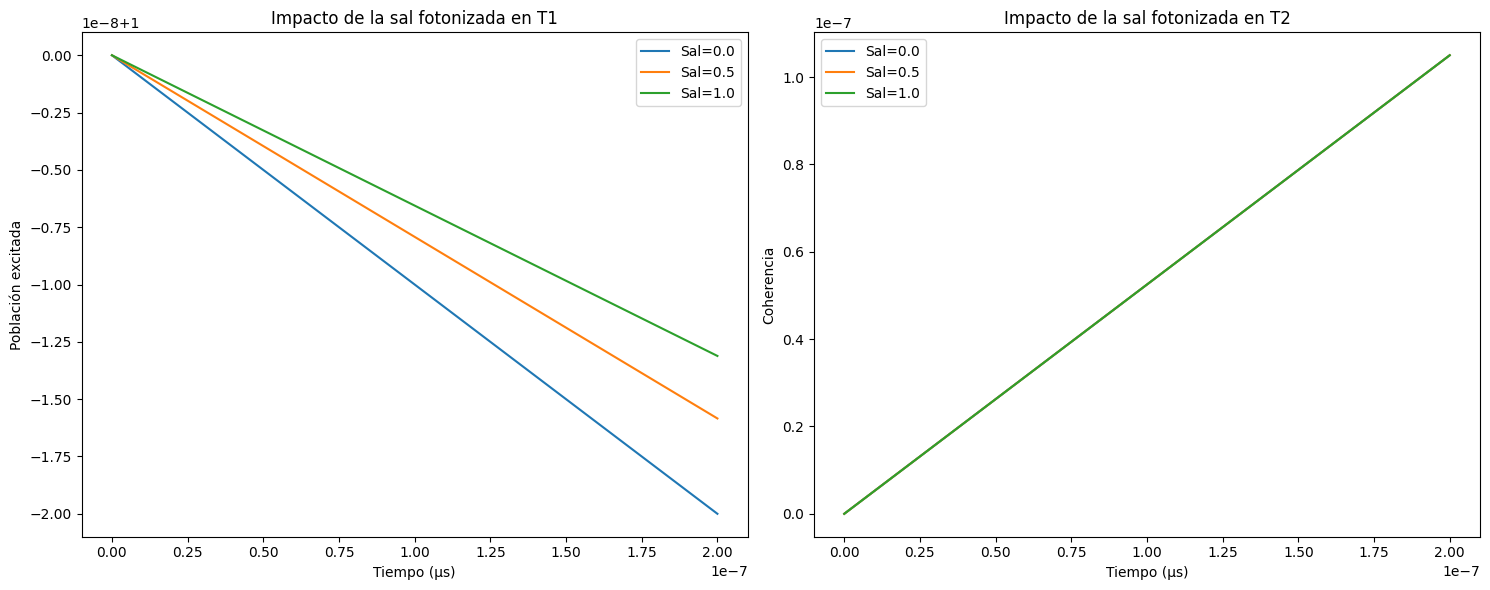 Impacto de la sal fotonizada en T1
1e−8+1
0.00
−0.25
−0.50
−0.75
−1.00
−1.25
−1.50
−1.75
−2.00
Población excitada
Sal=0.0
Sal=0.5
Sal=1.0
0.00 0.25 0.50 0.75 1.00 1.25 1.50 1.75 2.00
1e−7
Tiempo (μs)
Impacto de la sal fotonizada en T2
1e−7
1.0
0.8
0.6
0.4
0.2
0.0
Coherencia
Sal=0.0
Sal=0.5
Sal=1.0
0.00 0.25 0.50 0.75 1.00 1.25 1.50 1.75 2.00
1e−7
Tiempo (μs)